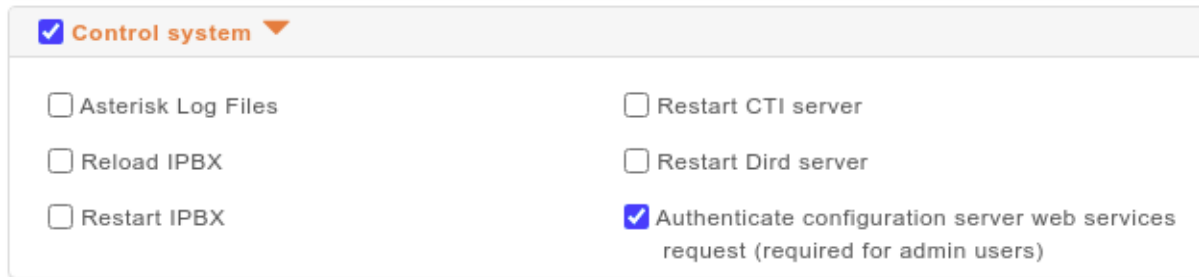 Control system
Asterisk Log Files
Restart CTI server
Reload IPBX
Restart Dird server
Restart IPBX
Authenticate configuration server web services
request (required for admin users)